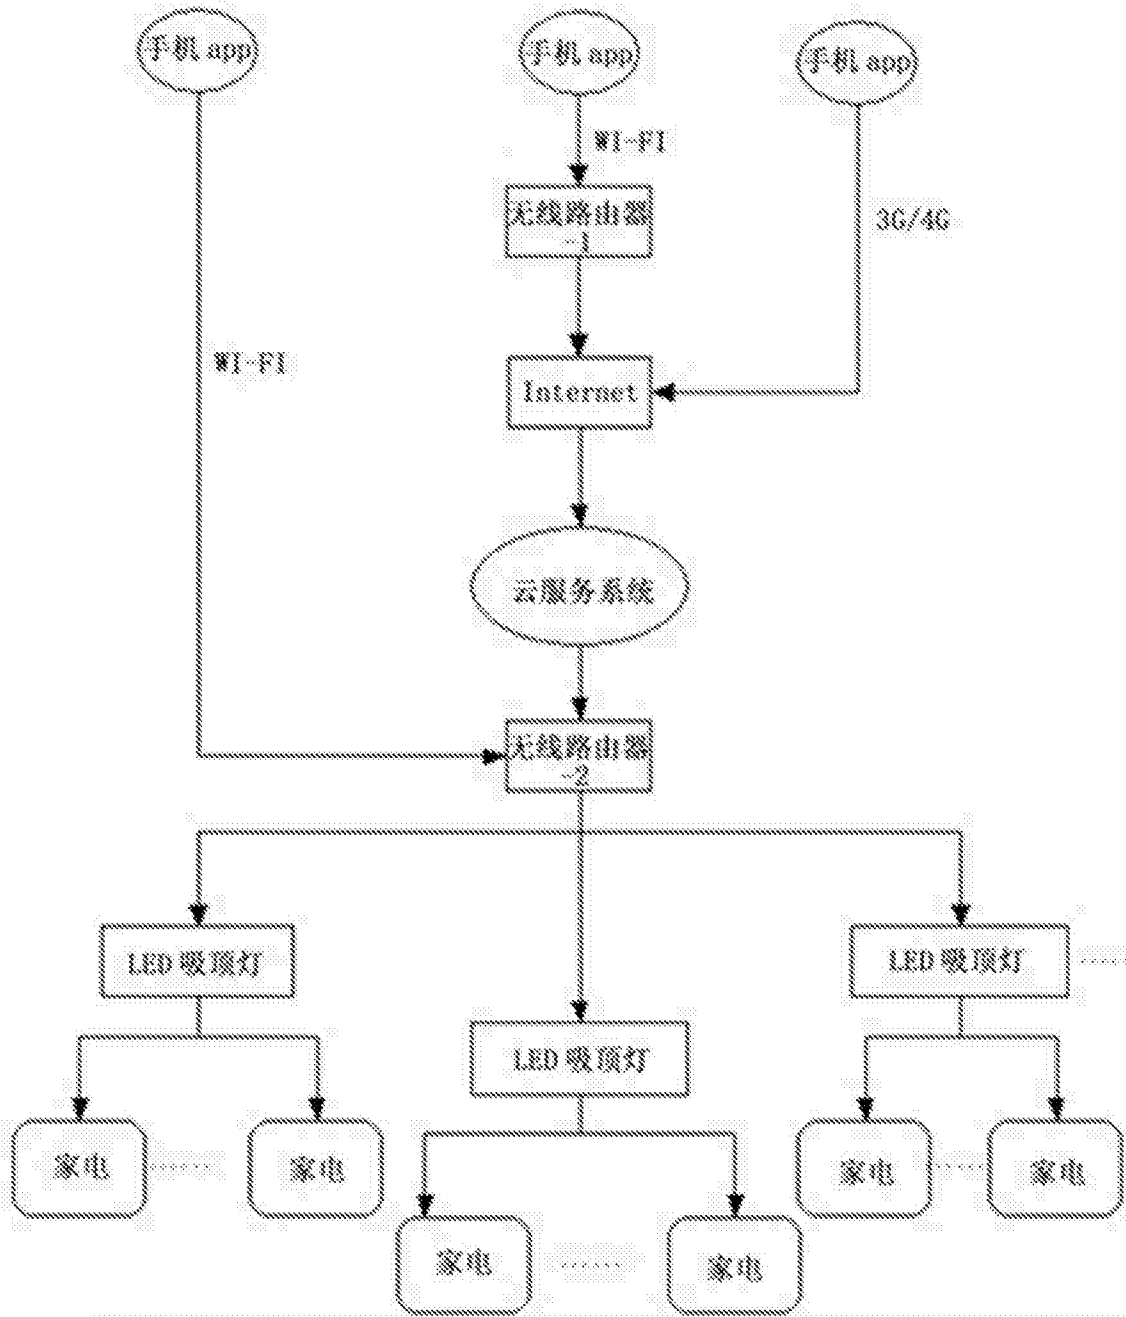 手机 app
手机 app
手机 app
WI-FI
无线路由器
-1
3G/4G
WI-FI
Internet
云服务系统
无线路由器
-2
LED 吸顶灯
LED 吸顶灯
······
LED 吸顶灯
家电
······
家电
家电
······
家电
家电
······
家电